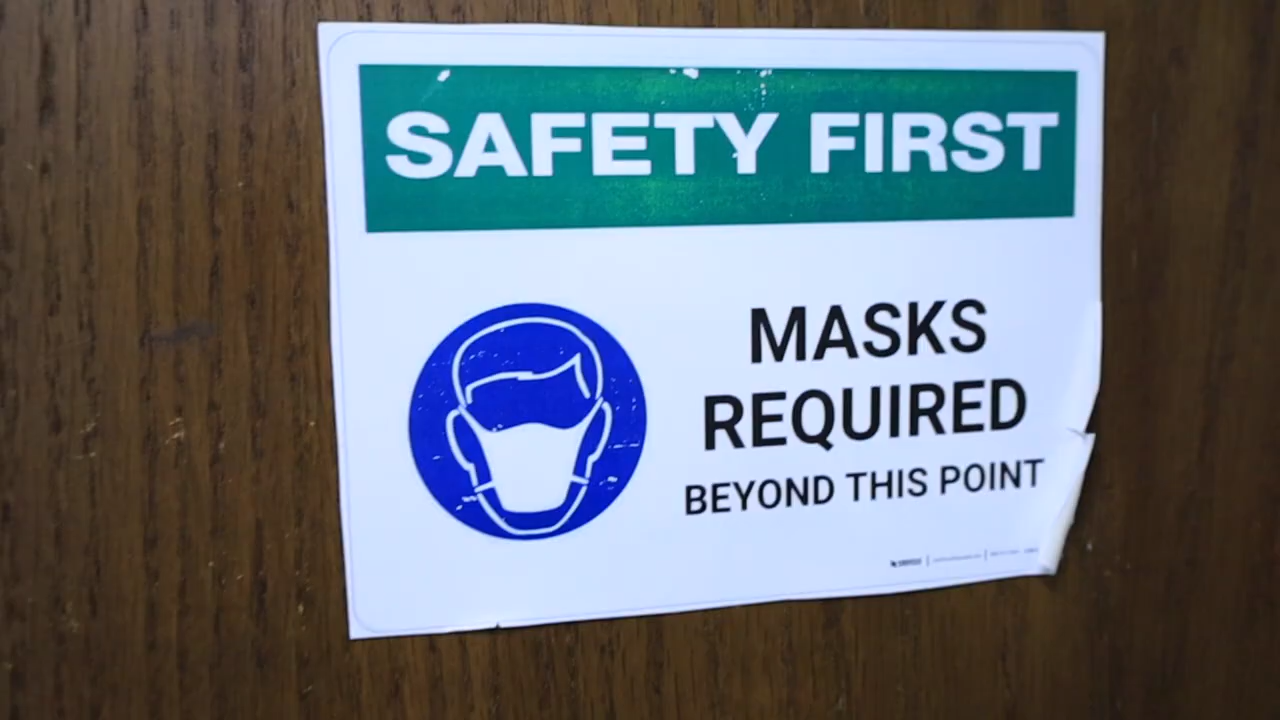 SAFETY FIRST
MASKS
REQUIRED
BEYOND THIS POINT